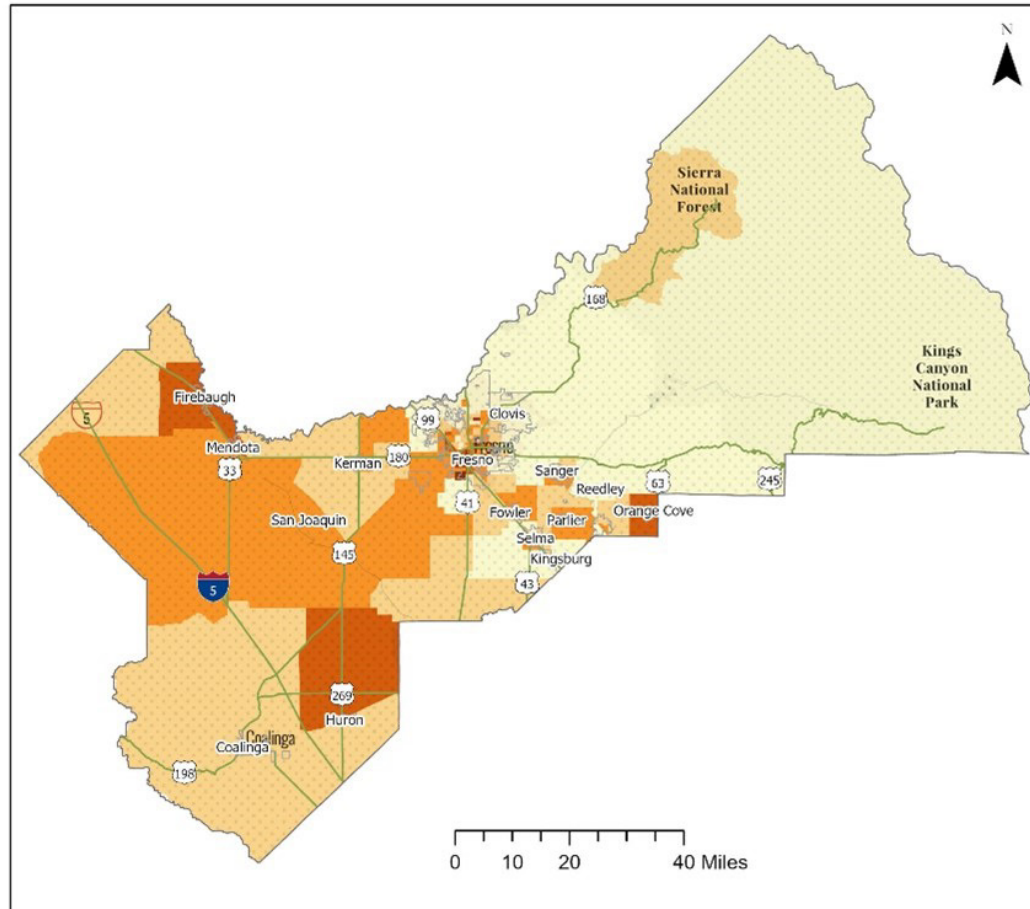 N
Sierra
National
Forest
168
Kings
Canyon
National
Park
5
Firebaugh
99
Clovis
Mendota
33
Kerman
180
Fresno
Fresno
Sanger
Reedley
63
245
41
Fowler
Parlier
Orange Cove
San Joaquin
145
Selma
Kingsburg
43
5
269
Huron
Coalinga
Coalinga
198
0 10 20 40 Miles